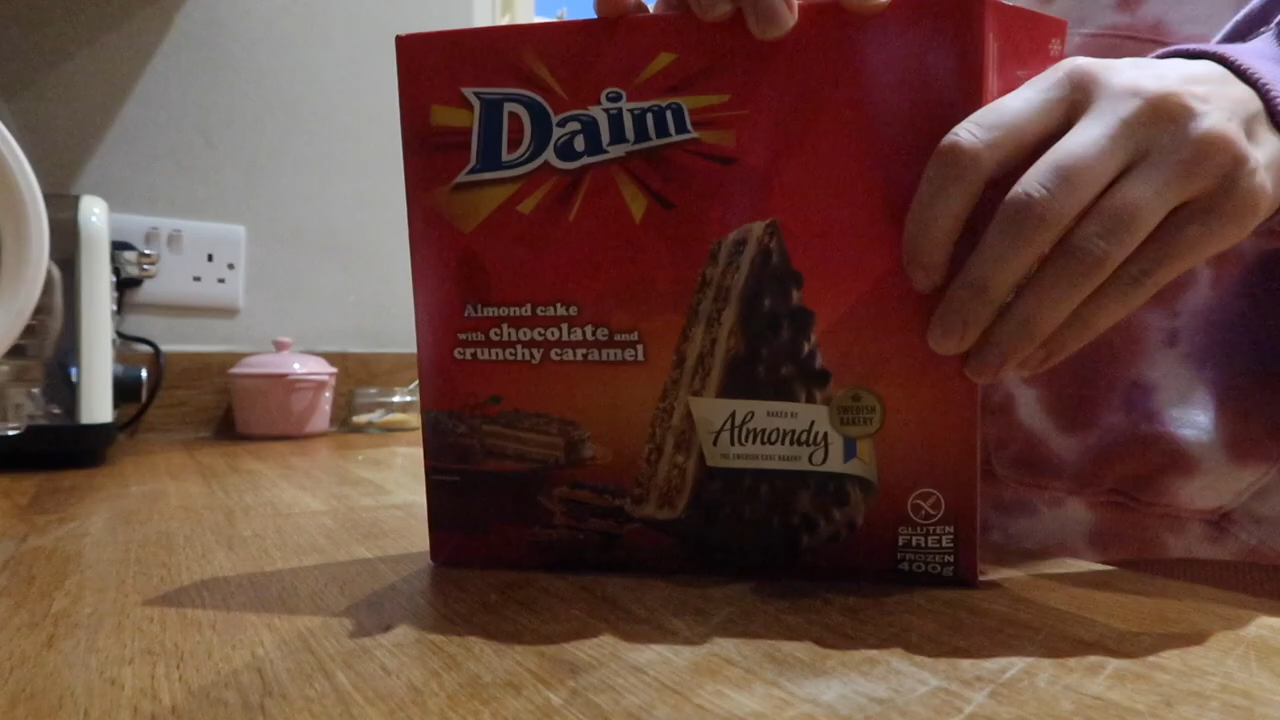 Daim
Almond cake
with chocolate and
crunchy caramel
BAKED BY
Almondy
THE SWEDISH CAKE BAKERY
SWEDISH
BAKERY
GLUTEN
FREE
FROZEN
400g